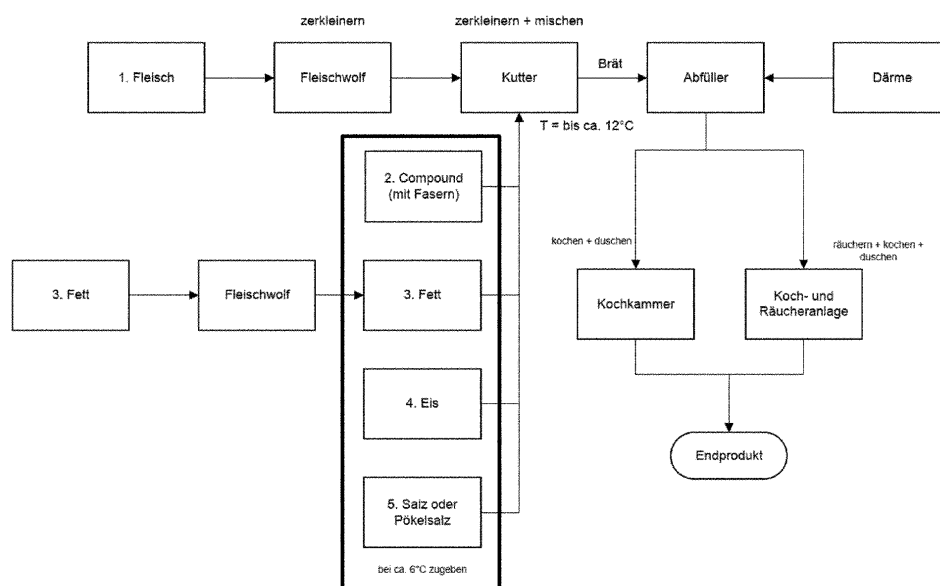 zerkleinern
zerkleinern + mischen
1. Fleisch
Fleischwolf
Kutter
Brät
Abfüller
Därme
T = bis ca. 12°C
2. Compound
(mit Fasern)
kochen + duschen
räuchern + kochen +
duschen
3. Fett
Fleischwolf
3. Fett
Kochkammer
Koch- und
Räucheranlage
4. Eis
Endprodukt
5. Salz oder
Pökelsalz
bei ca. 6°C zugeben